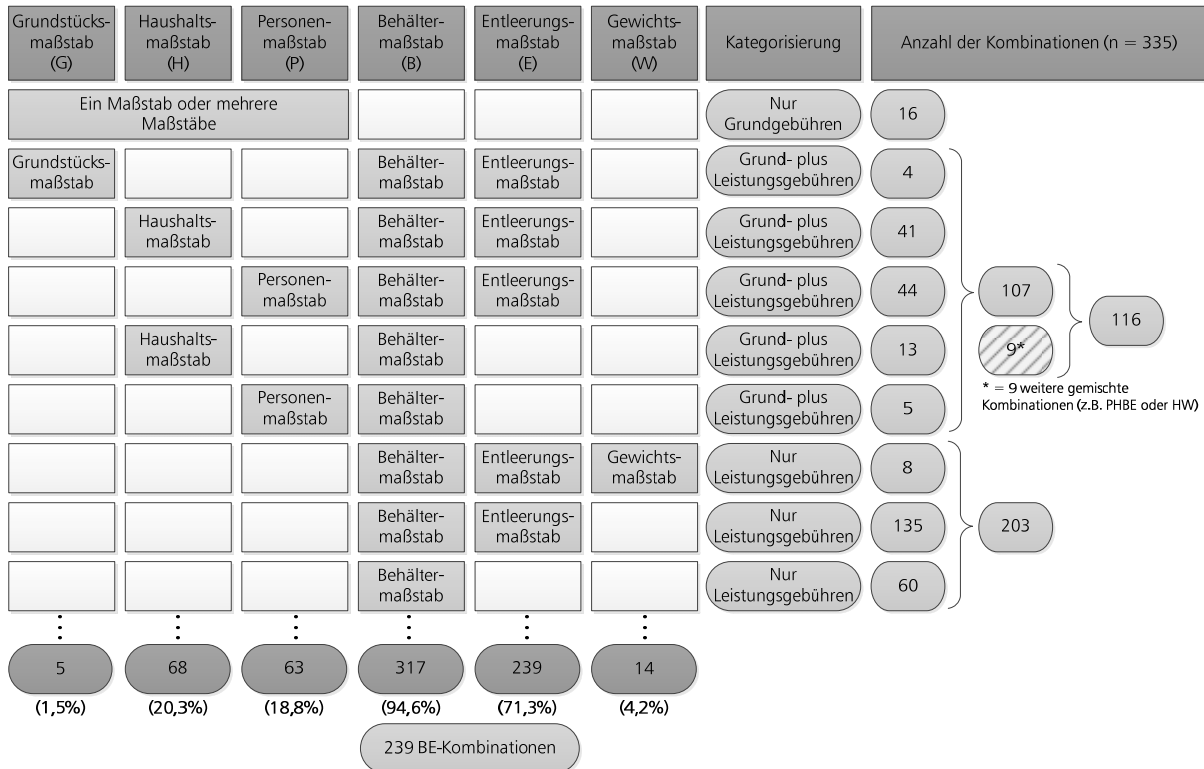 Grundstücks-
maßstab
(G)
Haushalts-
maßstab
(H)
Personen-
maßstab
(P)
Behälter-
maßstab
(B)
Entleerungs-
maßstab
(E)
Gewichts-
maßstab
(W)
Kategorisierung
Anzahl der Kombinationen (n = 335)
Ein Maßstab oder mehrere
Maßstäbe
Nur
Grundgebühren
16
Grundstücks-
maßstab
Behälter-
maßstab
Entleerungs-
maßstab
Grund- plus
Leistungsgebühren
4
Haushalts-
maßstab
Behälter-
maßstab
Entleerungs-
maßstab
Grund- plus
Leistungsgebühren
41
Personen-
maßstab
Behälter-
maßstab
Entleerungs-
maßstab
Grund- plus
Leistungsgebühren
44
Haushalts-
maßstab
Behälter-
maßstab
Grund- plus
Leistungsgebühren
13
Personen-
maßstab
Behälter-
maßstab
Grund- plus
Leistungsgebühren
5
107
9*
116
* = 9 weitere gemischte
Kombinationen (z.B. PHBE oder HW)
Behälter-
maßstab
Entleerungs-
maßstab
Gewichts-
maßstab
Nur
Leistungsgebühren
8
Behälter-
maßstab
Entleerungs-
maßstab
Nur
Leistungsgebühren
135
Behälter-
maßstab
Nur
Leistungsgebühren
60
203
5
68
63
317
239
14
(1,5%)
(20,3%)
(18,8%)
(94,6%)
(71,3%)
(4,2%)
239 BE-Kombinationen